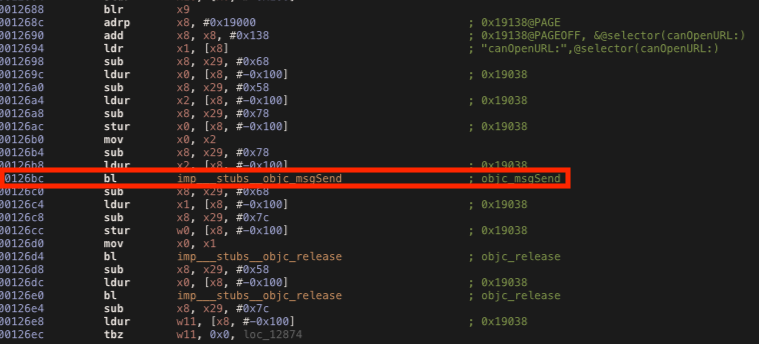 0012688 blr x9
001268c adrp x8, #0x19000 ; 0x19138@PAGE
0012690 add x8, x8, #0x138 ; 0x19138@PAGEOFF, &@selector(canOpenURL:)
0012694 ldr x1, [x8] ; "canOpenURL:",@selector(canOpenURL:)
0012698 sub x8, x29, #0x68
001269c ldur x0, [x8, #-0x100] ; 0x19038
00126a0 sub x8, x29, #0x58
00126a4 ldur x2, [x8, #-0x100] ; 0x19038
00126a8 sub x8, x29, #0x78
00126ac stur x0, [x8, #-0x100] ; 0x19038
00126b0 mov x0, x2
00126b4 sub x8, x29, #0x78
00126b8 ldur x2, [x8, #-0x100] ; 0x19038
00126bc bl imp___stubs__objc_msgSend ; objc_msgSend
00126c0 sub x8, x29, #0x68
00126c4 ldur x1, [x8, #-0x100] ; 0x19038
00126c8 sub x8, x29, #0x7c
00126cc stur w0, [x8, #-0x100] ; 0x19038
00126d0 mov x0, x1
00126d4 bl imp___stubs__objc_release ; objc_release
00126d8 sub x8, x29, #0x58
00126dc ldur x0, [x8, #-0x100] ; 0x19038
00126e0 bl imp___stubs__objc_release ; objc_release
00126e4 sub x8, x29, #0x7c
00126e8 ldur w11, [x8, #-0x100] ; 0x19038
00126ec tbz w11, 0x0, loc_12874